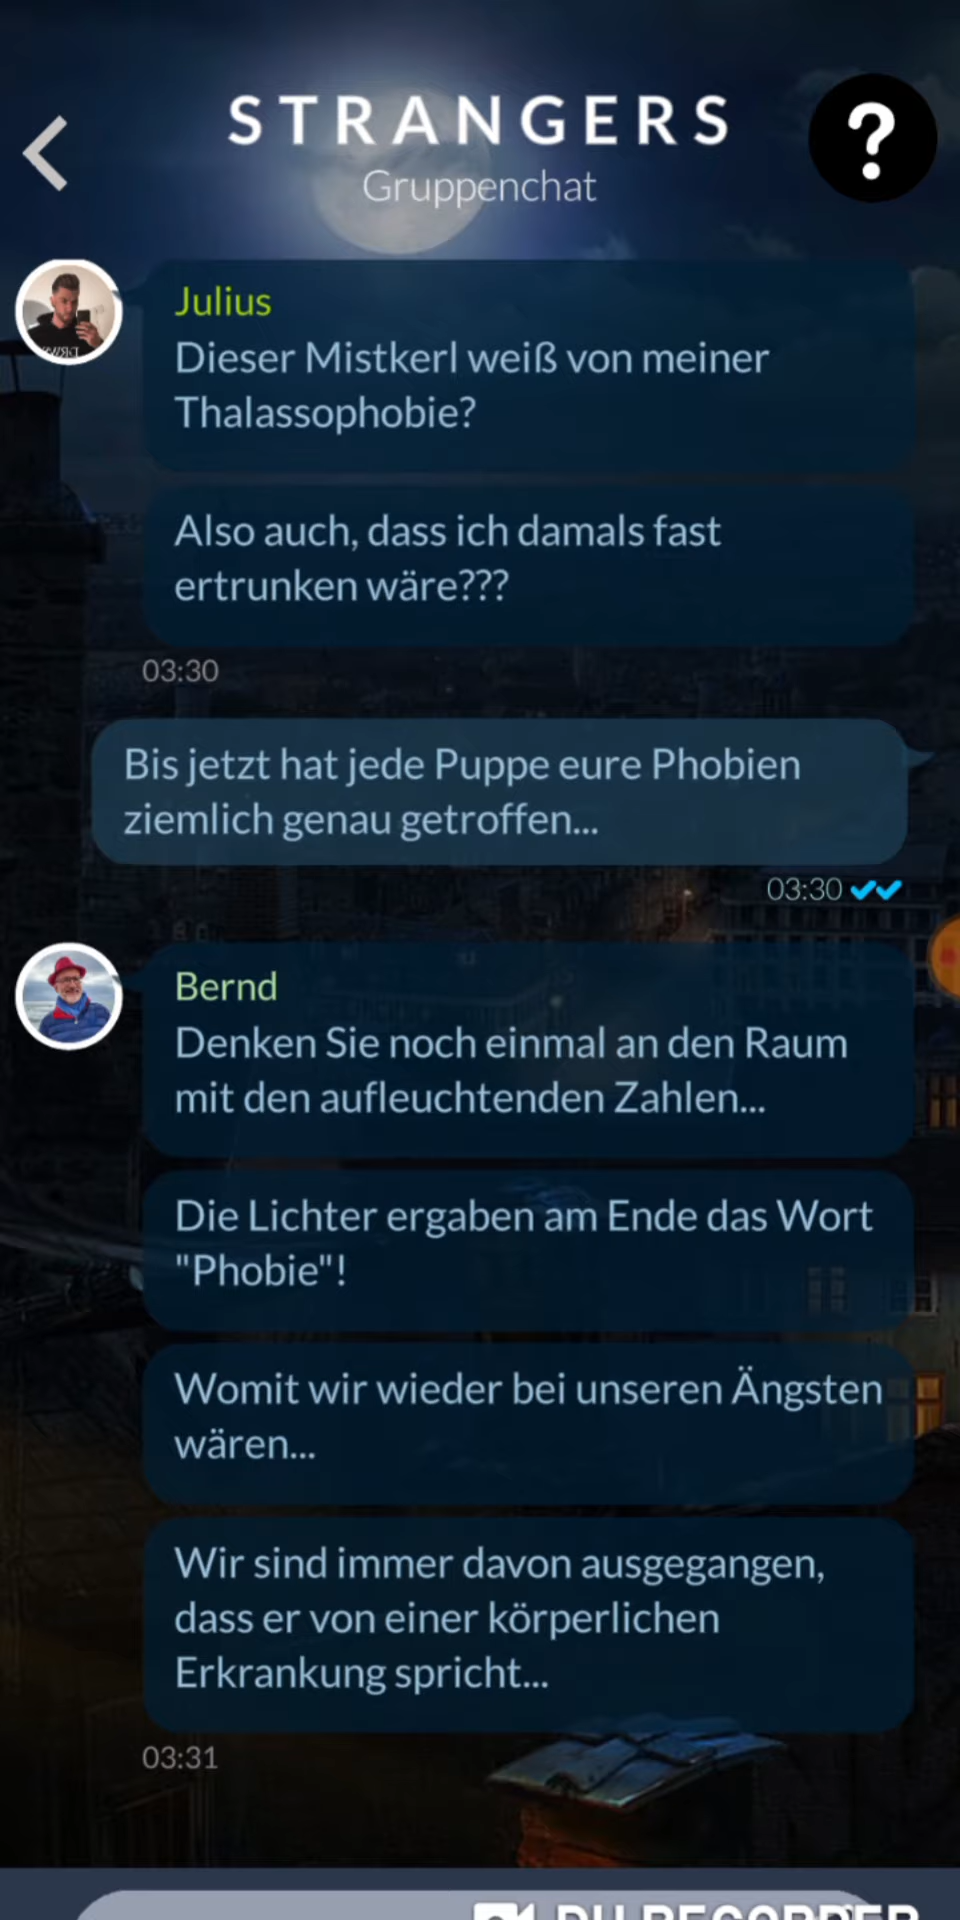 STRANGERS
Gruppenchat
?
Julius
Dieser Mistkerl weiß von meiner
Thalassophobie?
Also auch, dass ich damals fast
ertrunken wäre???
03:30
Bis jetzt hat jede Puppe eure Phobien
ziemlich genau getroffen...
03:30
Bernd
Denken Sie noch einmal an den Raum
mit den aufleuchtenden Zahlen...
Die Lichter ergaben am Ende das Wort
"Phobie"!
Womit wir wieder bei unseren Ängsten
wären...
Wir sind immer davon ausgegangen,
dass er von einer körperlichen
Erkrankung spricht...
03:31
DU RECORDER